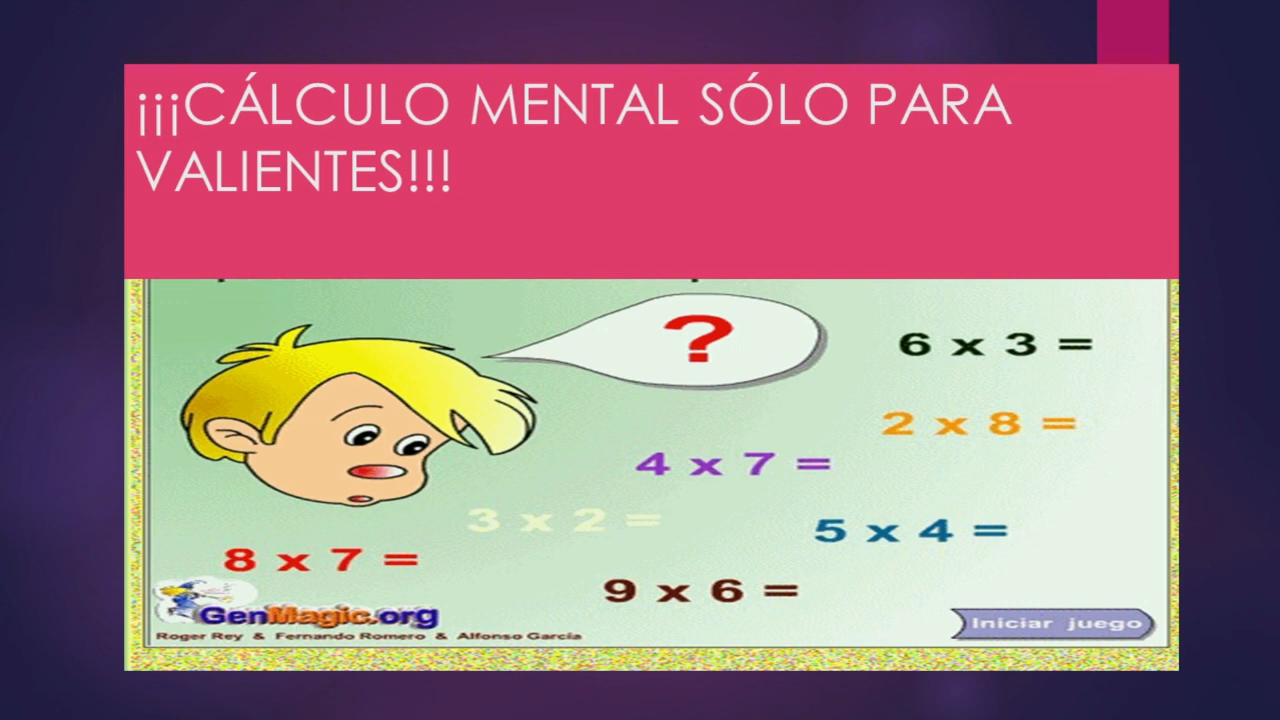 ¡¡¡CÁLCULO MENTAL SÓLO PARA
VALIENTES!!!
?
6 x 3 =
2 x 8 =
4 x 7 =
3 x 2 =
5 x 4 =
8 x 7 =
9 x 6 =
GenMagic.org
Roger Rey & Fernando Romero & Alfonso García
Iniciar juego